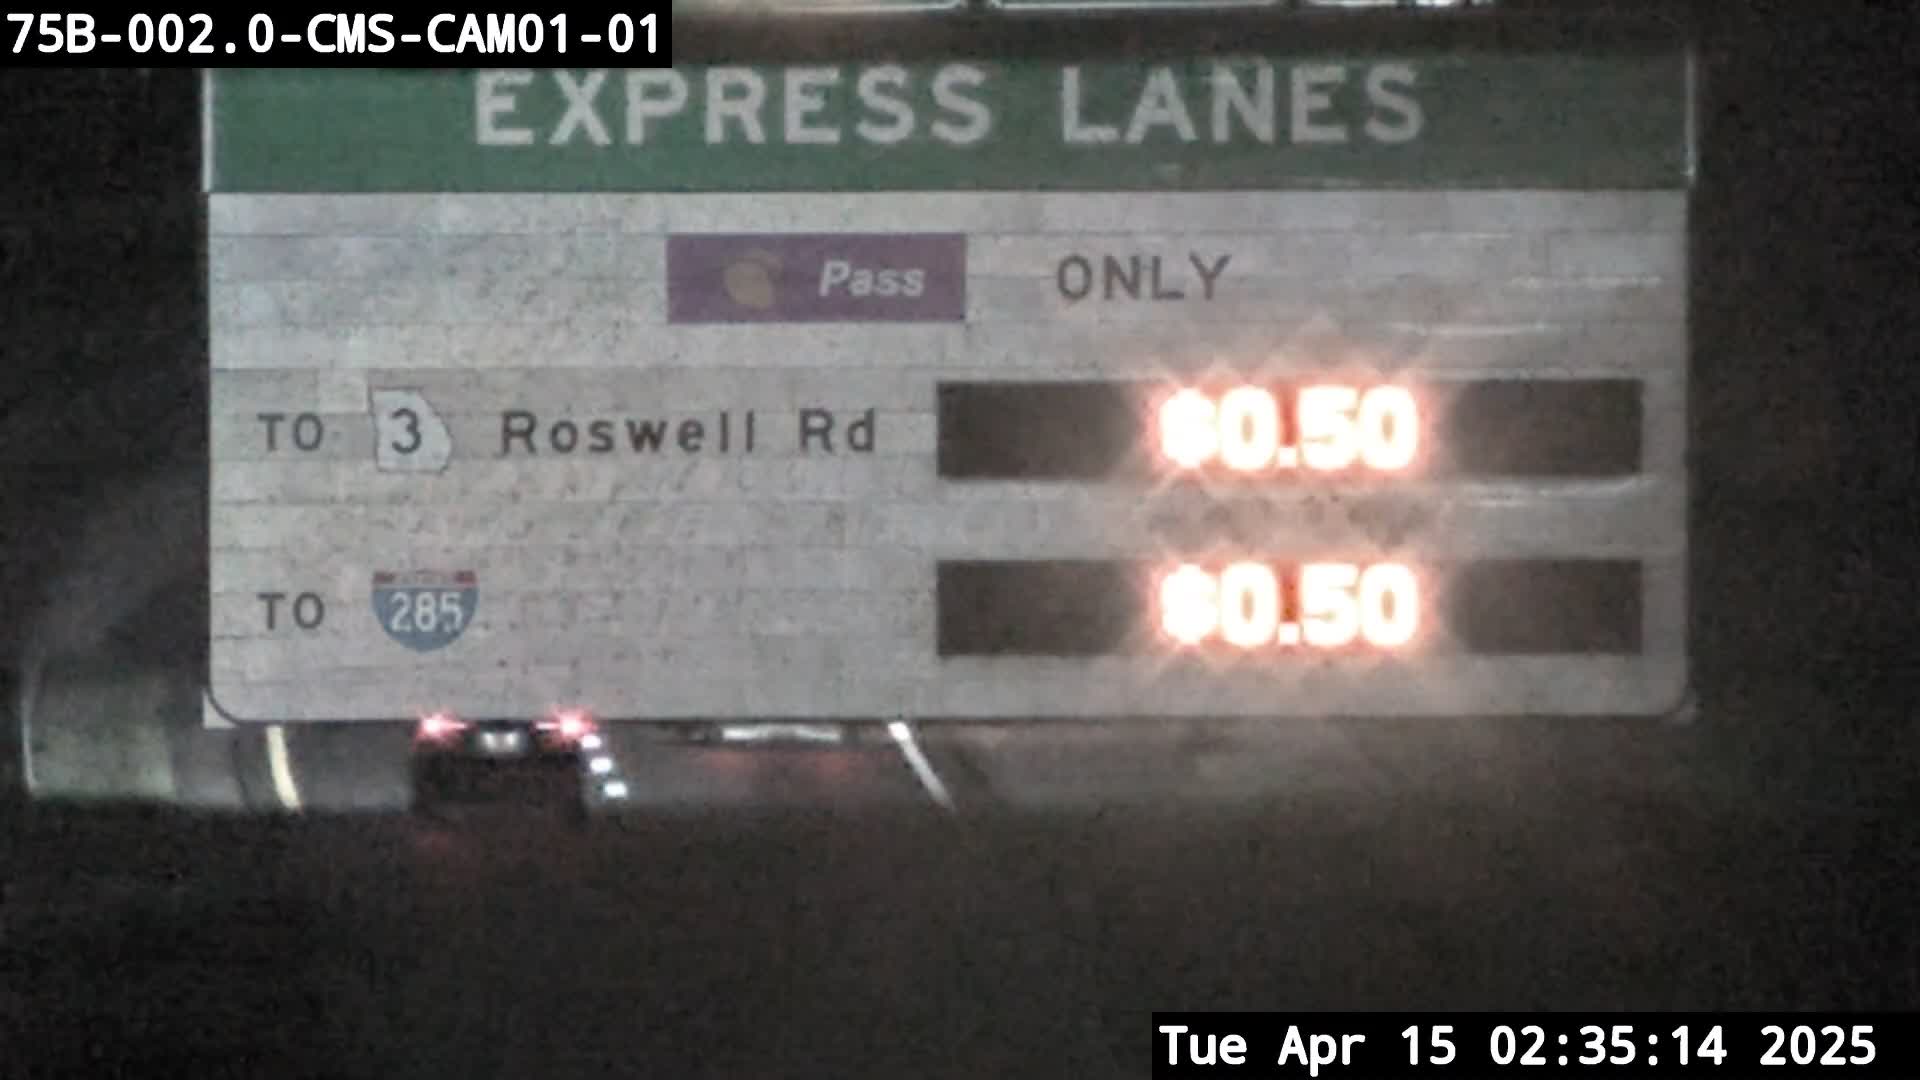 75B-002.0-CMS-CAM01-01
EXPRESS LANES
Pass ONLY
TO 3 Roswell Rd $0.50
TO 285 $0.50
Tue Apr 15 02:35:14 2025